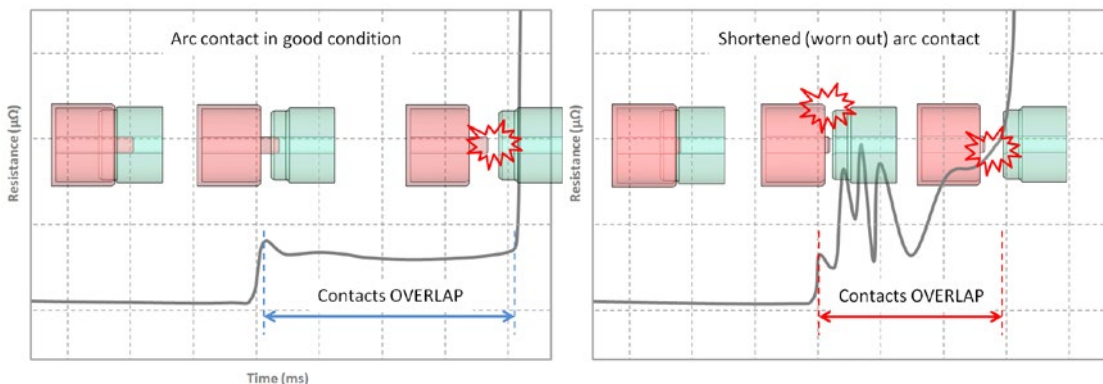 Arc contact in good condition
Resistance (μΩ)
Contacts OVERLAP
Time (ms)
Shortened (worn out) arc contact
Resistance (μΩ)
Contacts OVERLAP